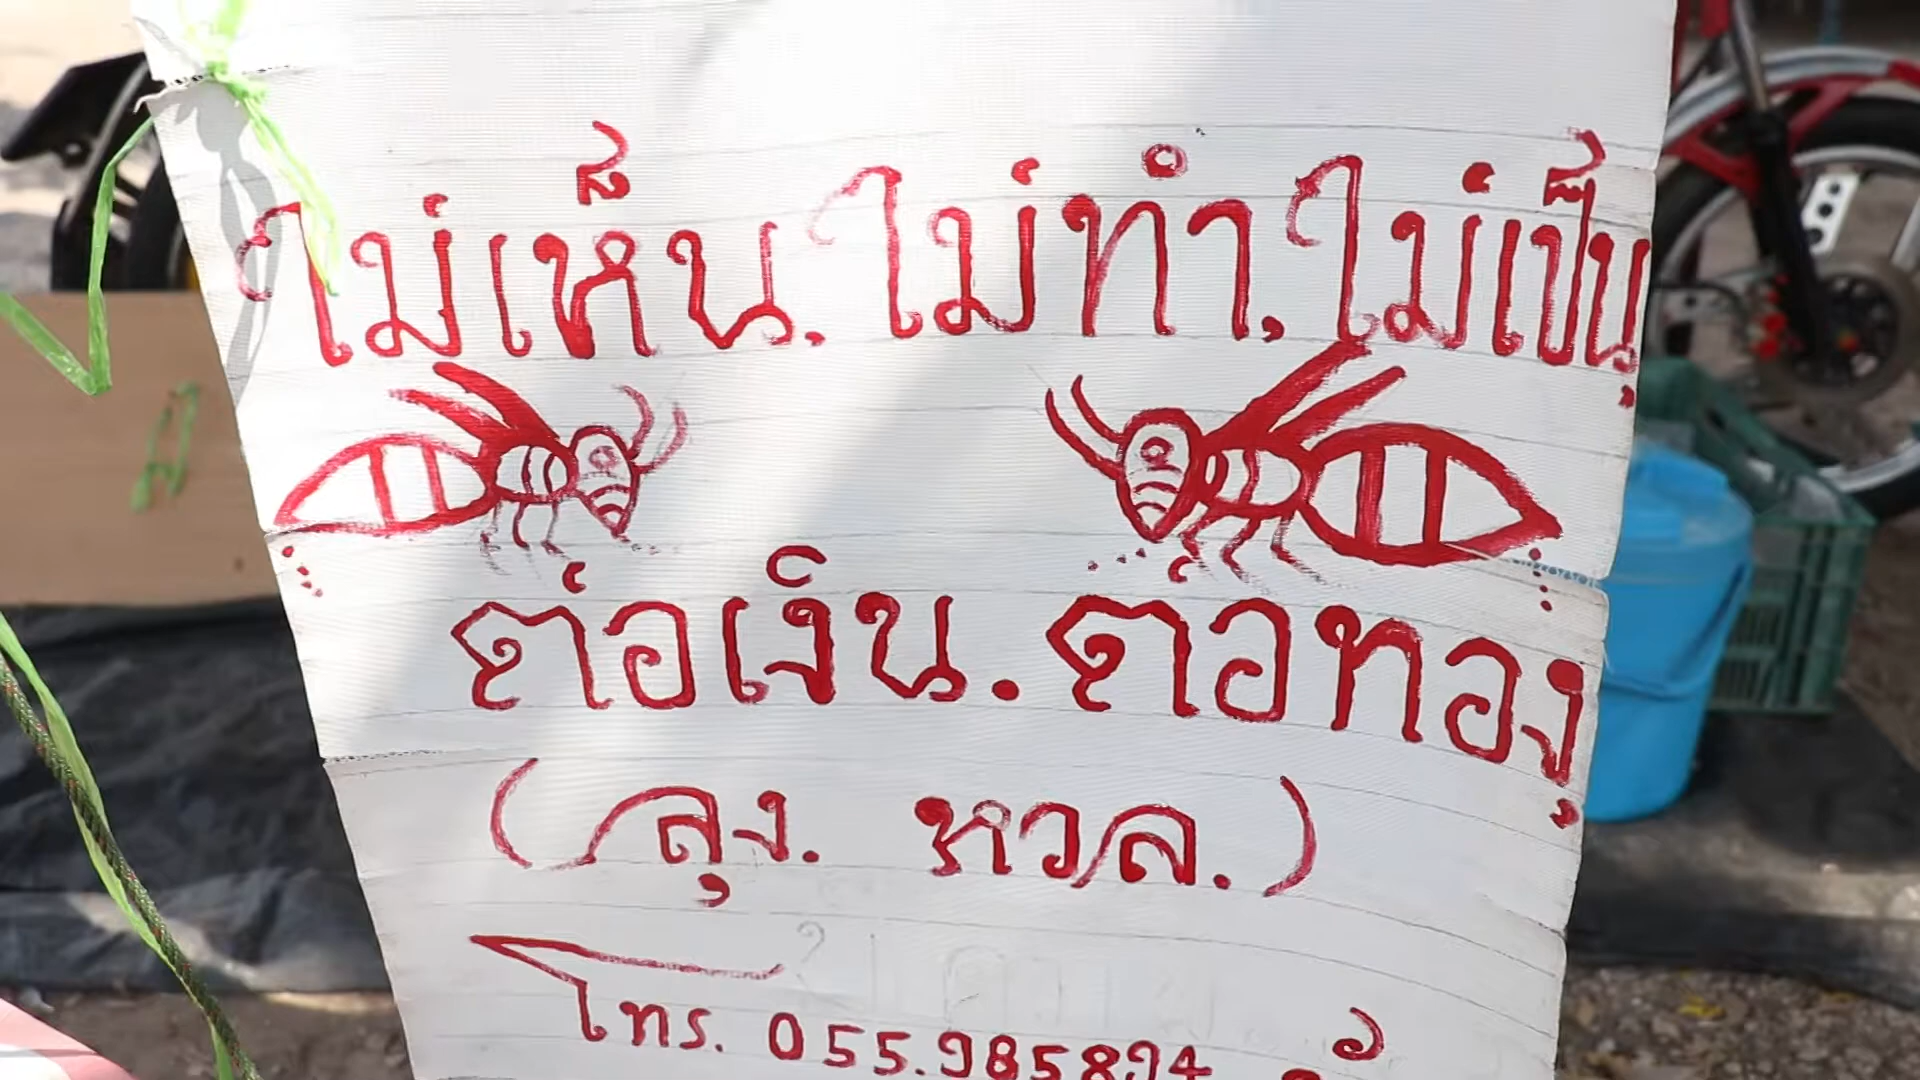 ไม่เห็น.ไม่ทำ.ไม่เป็น
ต่อเงิน.ต่อทอง
(ลุง. หวล.)
โทร. 055.985894